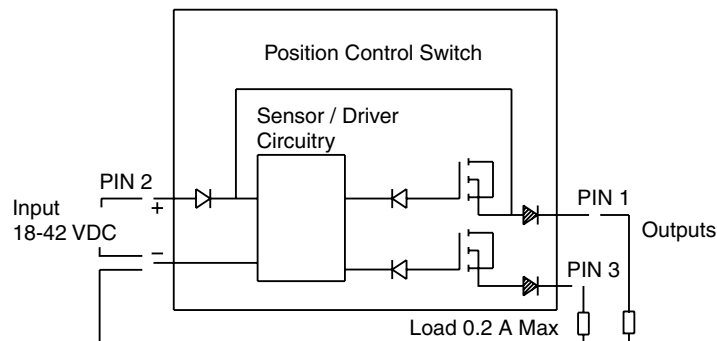 Position Control Switch
Sensor / Driver
Circuitry
PIN 2
+
Input
18-42 VDC
–
PIN 1
Outputs
PIN 3
Load 0.2 A Max